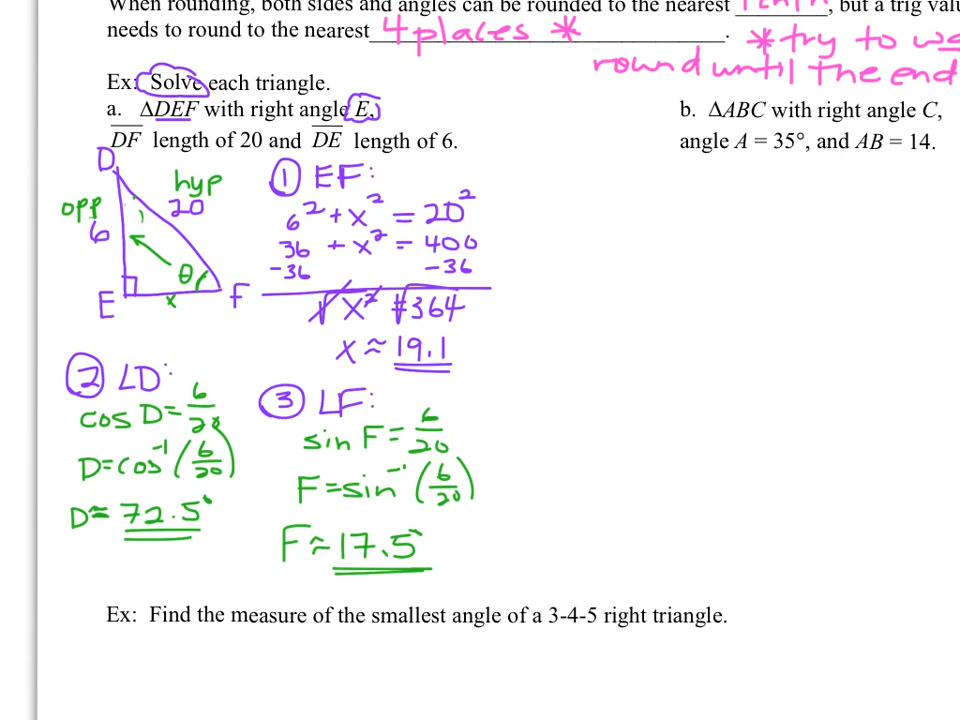 When rounding, both sides and angles can be rounded to the nearest ________, but a trig valu
needs to round to the nearest 4 places *
* try to wa
round until the end
Ex: Solve each triangle.
a. ΔDEF with right angle E,
DF length of 20 and DE length of 6.
b. ΔABC with right angle C,
angle A = 35°, and AB = 14.
D
hyp
20
opp
6
θ
E
x
F
① EF:
6² + x² = 20²
36 + x² = 400
-36 -36
√x² √364
x ≈ 19.1
② ∠D:
cos D = 6/20
D = cos⁻¹ (6/20)
D ≈ 72.5°
③ ∠F:
sin F = 6/20
F = sin⁻¹ (6/20)
F ≈ 17.5°
Ex: Find the measure of the smallest angle of a 3-4-5 right triangle.